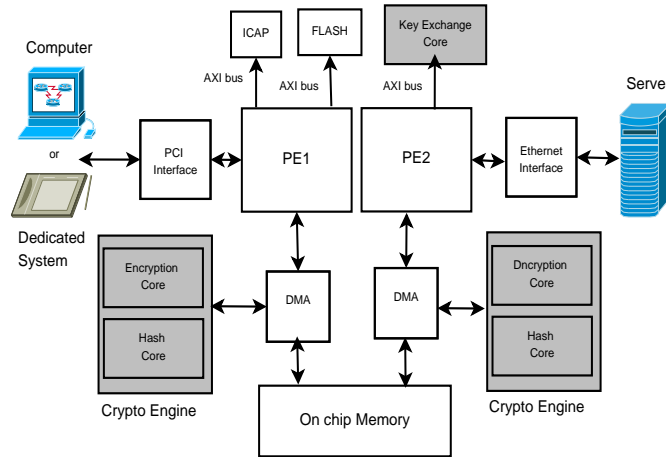 Computer
ICAP
FLASH
Key Exchange
Core
AXI bus
AXI bus
AXI bus
Server
or
PCI
Interface
PE1
PE2
Ethernet
Interface
Dedicated
System
Encryption
Core
Hash
Core
Crypto Engine
DMA
DMA
Dncryption
Core
Hash
Core
Crypto Engine
On chip Memory